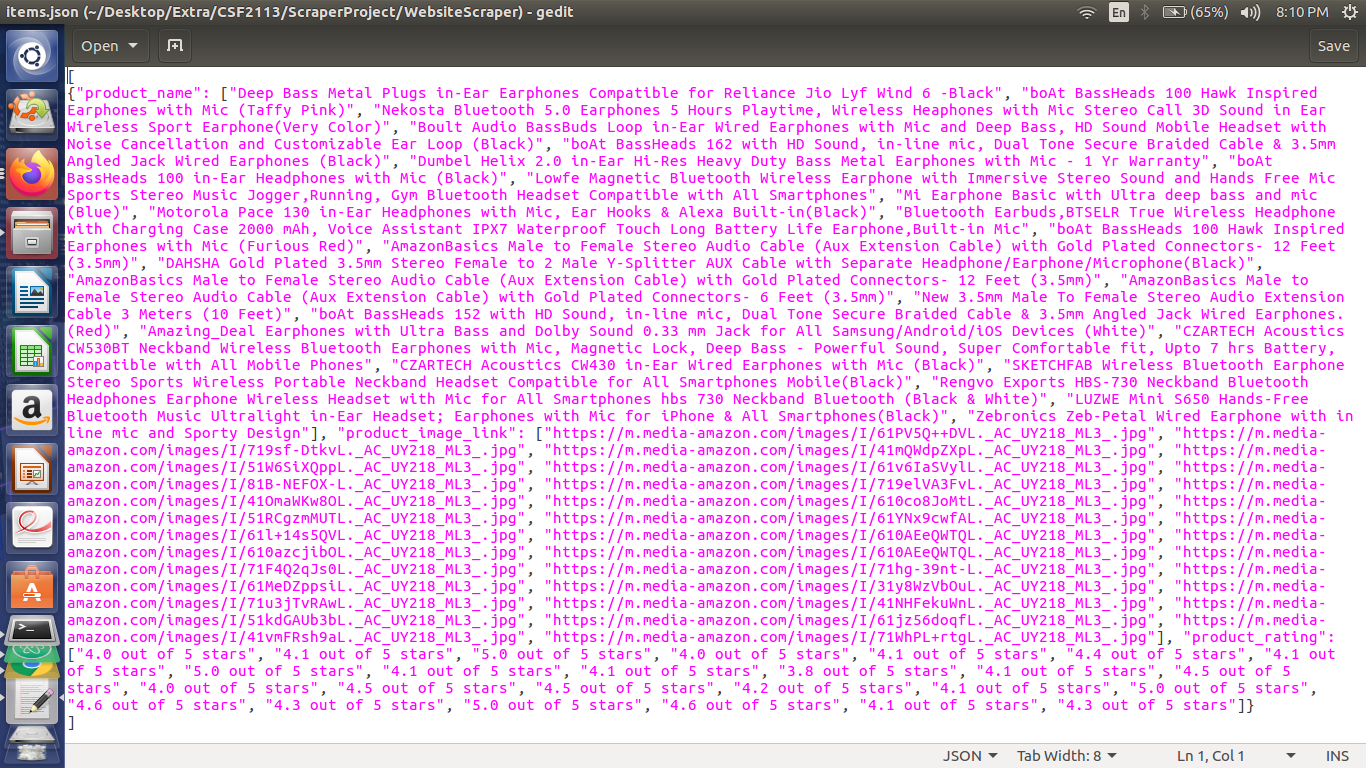 items.json (~/Desktop/Extra/CSF2113/ScraperProject/WebsiteScraper) - gedit
En
(65%)
8:10 PM
Open
Save
[
{"product_name": ["Deep Bass Metal Plugs in-Ear Earphones Compatible for Reliance Jio Lyf Wind 6 -Black", "boAt BassHeads 100 Hawk Inspired
Earphones with Mic (Taffy Pink)", "Nekosta Bluetooth 5.0 Earphones 5 Hours Playtime, Wireless Heaphones with Mic Stereo Call 3D Sound in Ear
Wireless Sport Earphone(Very Color)", "Boult Audio BassBuds Loop in-Ear Wired Earphones with Mic and Deep Bass, HD Sound Mobile Headset with
Noise Cancellation and Customizable Ear Loop (Black)", "boAt BassHeads 162 with HD Sound, in-line mic, Dual Tone Secure Braided Cable & 3.5mm
Angled Jack Wired Earphones (Black)", "Dumbel Helix 2.0 in-Ear Hi-Res Heavy Duty Bass Metal Earphones with Mic - 1 Yr Warranty", "boAt
BassHeads 100 in-Ear Headphones with Mic (Black)", "Lowfe Magnetic Bluetooth Wireless Earphone with Immersive Stereo Sound and Hands Free Mic
Sports Stereo Music Jogger,Running, Gym Bluetooth Headset Compatible with All Smartphones", "Mi Earphone Basic with Ultra deep bass and mic
(Blue)", "Motorola Pace 130 in-Ear Headphones with Mic, Ear Hooks & Alexa Built-in(Black)", "Bluetooth Earbuds,BTSELR True Wireless Headphone
with Charging Case 2000 mAh, Voice Assistant IPX7 Waterproof Touch Long Battery Life Earphone,Built-in Mic", "boAt BassHeads 100 Hawk Inspired
Earphones with Mic (Furious Red)", "AmazonBasics Male to Female Stereo Audio Cable (Aux Extension Cable) with Gold Plated Connectors- 12 Feet
(3.5mm)", "DAHSHA Gold Plated 3.5mm Stereo Female to 2 Male Y-Splitter AUX Cable with Separate Headphone/Earphone/Microphone(Black)",
"AmazonBasics Male to Female Stereo Audio Cable (Aux Extension Cable) with Gold Plated Connectors- 12 Feet (3.5mm)", "AmazonBasics Male to
Female Stereo Audio Cable (Aux Extension Cable) with Gold Plated Connectors- 6 Feet (3.5mm)", "New 3.5mm Male To Female Stereo Audio Extension
Cable 3 Meters (10 Feet)", "boAt BassHeads 152 with HD Sound, in-line mic, Dual Tone Secure Braided Cable & 3.5mm Angled Jack Wired Earphones.
(Red)", "Amazing_Deal Earphones with Ultra Bass and Dolby Sound 0.33 mm Jack for All Samsung/Android/iOS Devices (White)", "CZARTECH Acoustics
CW530BT Neckband Wireless Bluetooth Earphones with Mic, Magnetic Lock, Deep Bass - Powerful Sound, Super Comfortable fit, Upto 7 hrs Battery,
Compatible with All Mobile Phones", "CZARTECH Acoustics CW430 in-Ear Wired Earphones with Mic (Black)", "SKETCHFAB Wireless Bluetooth Earphone
Stereo Sports Wireless Portable Neckband Headset Compatible for All Smartphones Mobile(Black)", "Rengvo Exports HBS-730 Neckband Bluetooth
Headphones Earphone Wireless Headset with Mic for All Smartphones hbs 730 Neckband Bluetooth (Black & White)", "LUZWE Mini S650 Hands-Free
Bluetooth Music Ultralight in-Ear Headset; Earphones with Mic for iPhone & All Smartphones(Black)", "Zebronics Zeb-Petal Wired Earphone with in
line mic and Sporty Design"], "product_image_link": ["https://m.media-amazon.com/images/I/61PV5Q++DVL._AC_UY218_ML3_.jpg", "https://m.media-
amazon.com/images/I/719sf-DtkvL._AC_UY218_ML3_.jpg", "https://m.media-amazon.com/images/I/41mQWdpZXpL._AC_UY218_ML3_.jpg", "https://m.media-
amazon.com/images/I/51W6SiXQppL._AC_UY218_ML3_.jpg", "https://m.media-amazon.com/images/I/61v6IaSVylL._AC_UY218_ML3_.jpg", "https://m.media-
amazon.com/images/I/81B-NEFOX-L._AC_UY218_ML3_.jpg", "https://m.media-amazon.com/images/I/719elVA3FvL._AC_UY218_ML3_.jpg", "https://m.media-
amazon.com/images/I/41OmaWKw8OL._AC_UY218_ML3_.jpg", "https://m.media-amazon.com/images/I/610co8JoMtL._AC_UY218_ML3_.jpg", "https://m.media-
amazon.com/images/I/51RCgzmMUTL._AC_UY218_ML3_.jpg", "https://m.media-amazon.com/images/I/61YNx9cwfAL._AC_UY218_ML3_.jpg", "https://m.media-
amazon.com/images/I/61l+14s5QVL._AC_UY218_ML3_.jpg", "https://m.media-amazon.com/images/I/610AEeQWTQL._AC_UY218_ML3_.jpg", "https://m.media-
amazon.com/images/I/610azcjibOL._AC_UY218_ML3_.jpg", "https://m.media-amazon.com/images/I/610AEeQWTQL._AC_UY218_ML3_.jpg", "https://m.media-
amazon.com/images/I/71F4Q2qJs0L._AC_UY218_ML3_.jpg", "https://m.media-amazon.com/images/I/71hg-39nt-L._AC_UY218_ML3_.jpg", "https://m.media-
amazon.com/images/I/61MeDZppsiL._AC_UY218_ML3_.jpg", "https://m.media-amazon.com/images/I/31y8WzVbOuL._AC_UY218_ML3_.jpg", "https://m.media-
amazon.com/images/I/71u3jTvRAwL._AC_UY218_ML3_.jpg", "https://m.media-amazon.com/images/I/41NHFekuWnL._AC_UY218_ML3_.jpg", "https://m.media-
amazon.com/images/I/51kdGAUb3bL._AC_UY218_ML3_.jpg", "https://m.media-amazon.com/images/I/61jz56doqfL._AC_UY218_ML3_.jpg", "https://m.media-
amazon.com/images/I/41vmFRsh9aL._AC_UY218_ML3_.jpg", "https://m.media-amazon.com/images/I/71WhPL+rtgL._AC_UY218_ML3_.jpg"], "product_rating":
["4.0 out of 5 stars", "4.1 out of 5 stars", "5.0 out of 5 stars", "4.0 out of 5 stars", "4.1 out of 5 stars", "4.4 out of 5 stars", "4.1 out
of 5 stars", "5.0 out of 5 stars", "4.1 out of 5 stars", "4.1 out of 5 stars", "3.8 out of 5 stars", "4.1 out of 5 stars", "4.5 out of 5
stars", "4.0 out of 5 stars", "4.5 out of 5 stars", "4.5 out of 5 stars", "4.2 out of 5 stars", "4.1 out of 5 stars", "5.0 out of 5 stars",
"4.6 out of 5 stars", "4.3 out of 5 stars", "5.0 out of 5 stars", "4.6 out of 5 stars", "4.1 out of 5 stars", "4.3 out of 5 stars"]}
]
JSON
Tab Width: 8
Ln 1, Col 1
INS